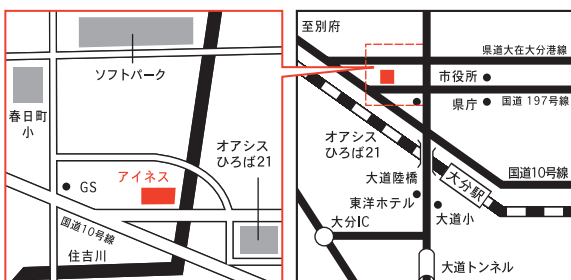 ソフトパーク
春日町
小
オアシス
ひろば21
アイネス
GS
国道10号線
住吉川
至別府
県道大在大分港線
市役所
県庁
国道 197号線
オアシス
ひろば21
大道陸橋
大分駅
国道10号線
東洋ホテル
大道小
大分IC
大道トンネル